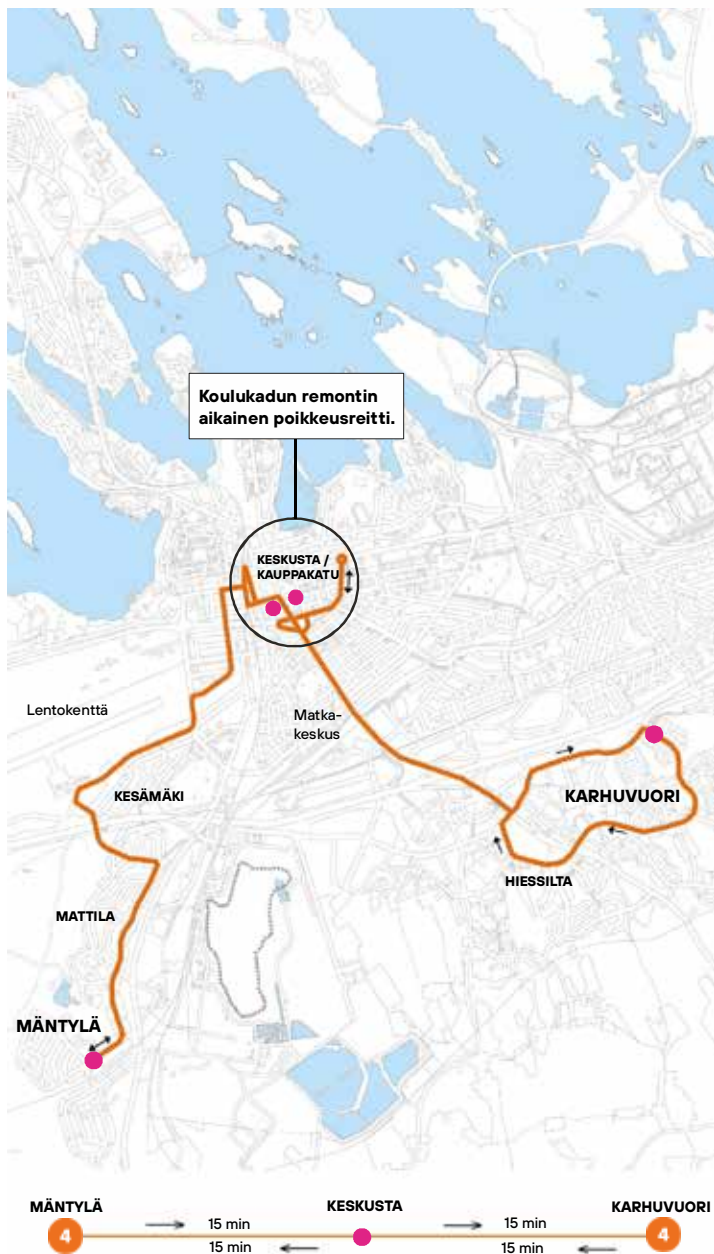 Koulukadun remontin
aikainen poikkeusreitti.
KESKUSTA /
KAUPPAKATU
Lentokenttä
Matka-
keskus
KESÄMÄKI
KARHUVUORI
HIESSILTA
MATTILA
MÄNTYLÄ
MÄNTYLÄ
KESKUSTA
KARHUVUORI
4
15 min
15 min
4
15 min
15 min